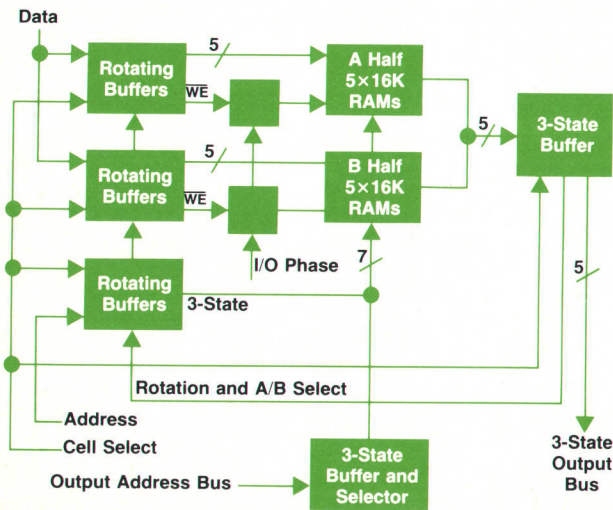 Data
5
Rotating
Buffers
WE
A Half
5×16K
RAMs
5
3-State
Buffer
5
Rotating
Buffers
WE
B Half
5×16K
RAMs
I/O Phase
7
Rotating
Buffers
3-State
5
Rotation and A/B Select
Address
Cell Select
3-State
Output
Bus
Output Address Bus
3-State
Buffer and
Selector